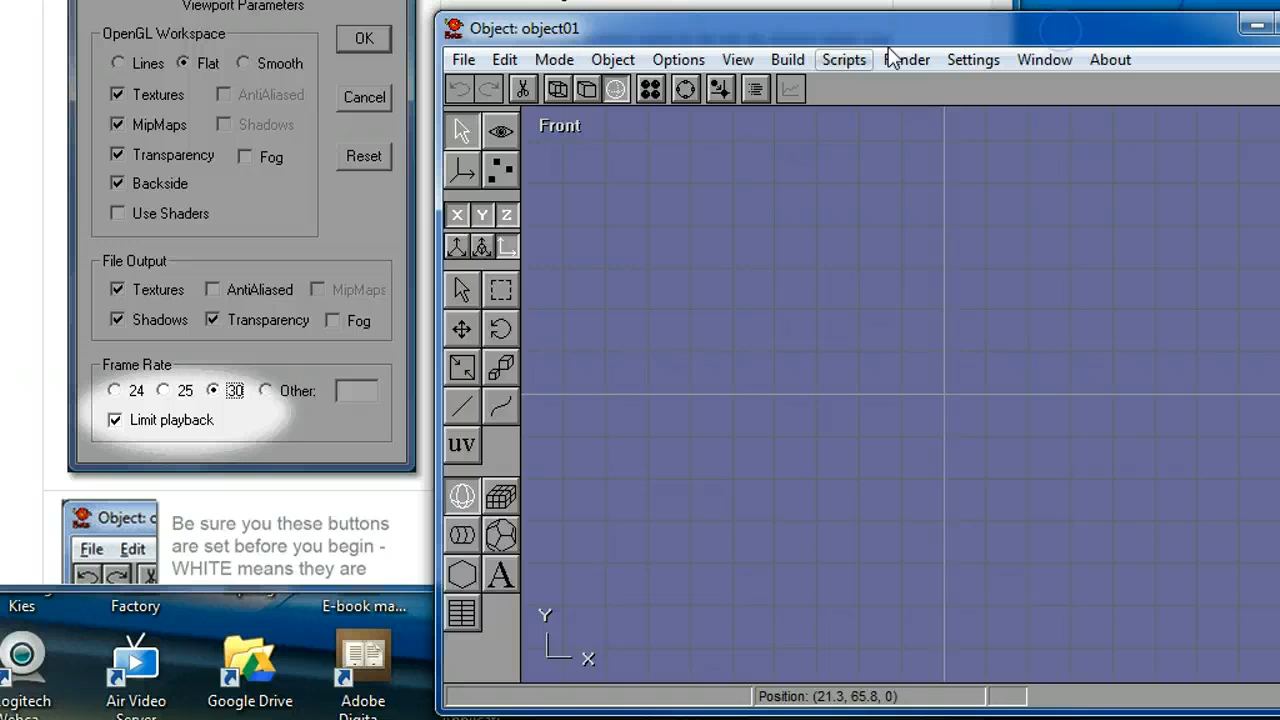 Viewport Parameters
OpenGL Workspace
Lines Flat Smooth
Textures AntiAliased
MipMaps Shadows
Transparency Fog
Backside
Use Shaders
OK
Cancel
Reset
File Output
Textures AntiAliased MipMaps
Shadows Transparency Fog
Frame Rate
24 25 30 Other:
Limit playback
Object: c
File Edit
Be sure you these buttons
are set before you begin -
WHITE means they are
Object: object01
File Edit Mode Object Options View Build Scripts Render Settings Window About
Front
X Y Z
uv
A
Y
X
Position: (21.3, 65.8, 0)
Kies
Factory
E-book ma...
Air Video
Google Drive
Adobe